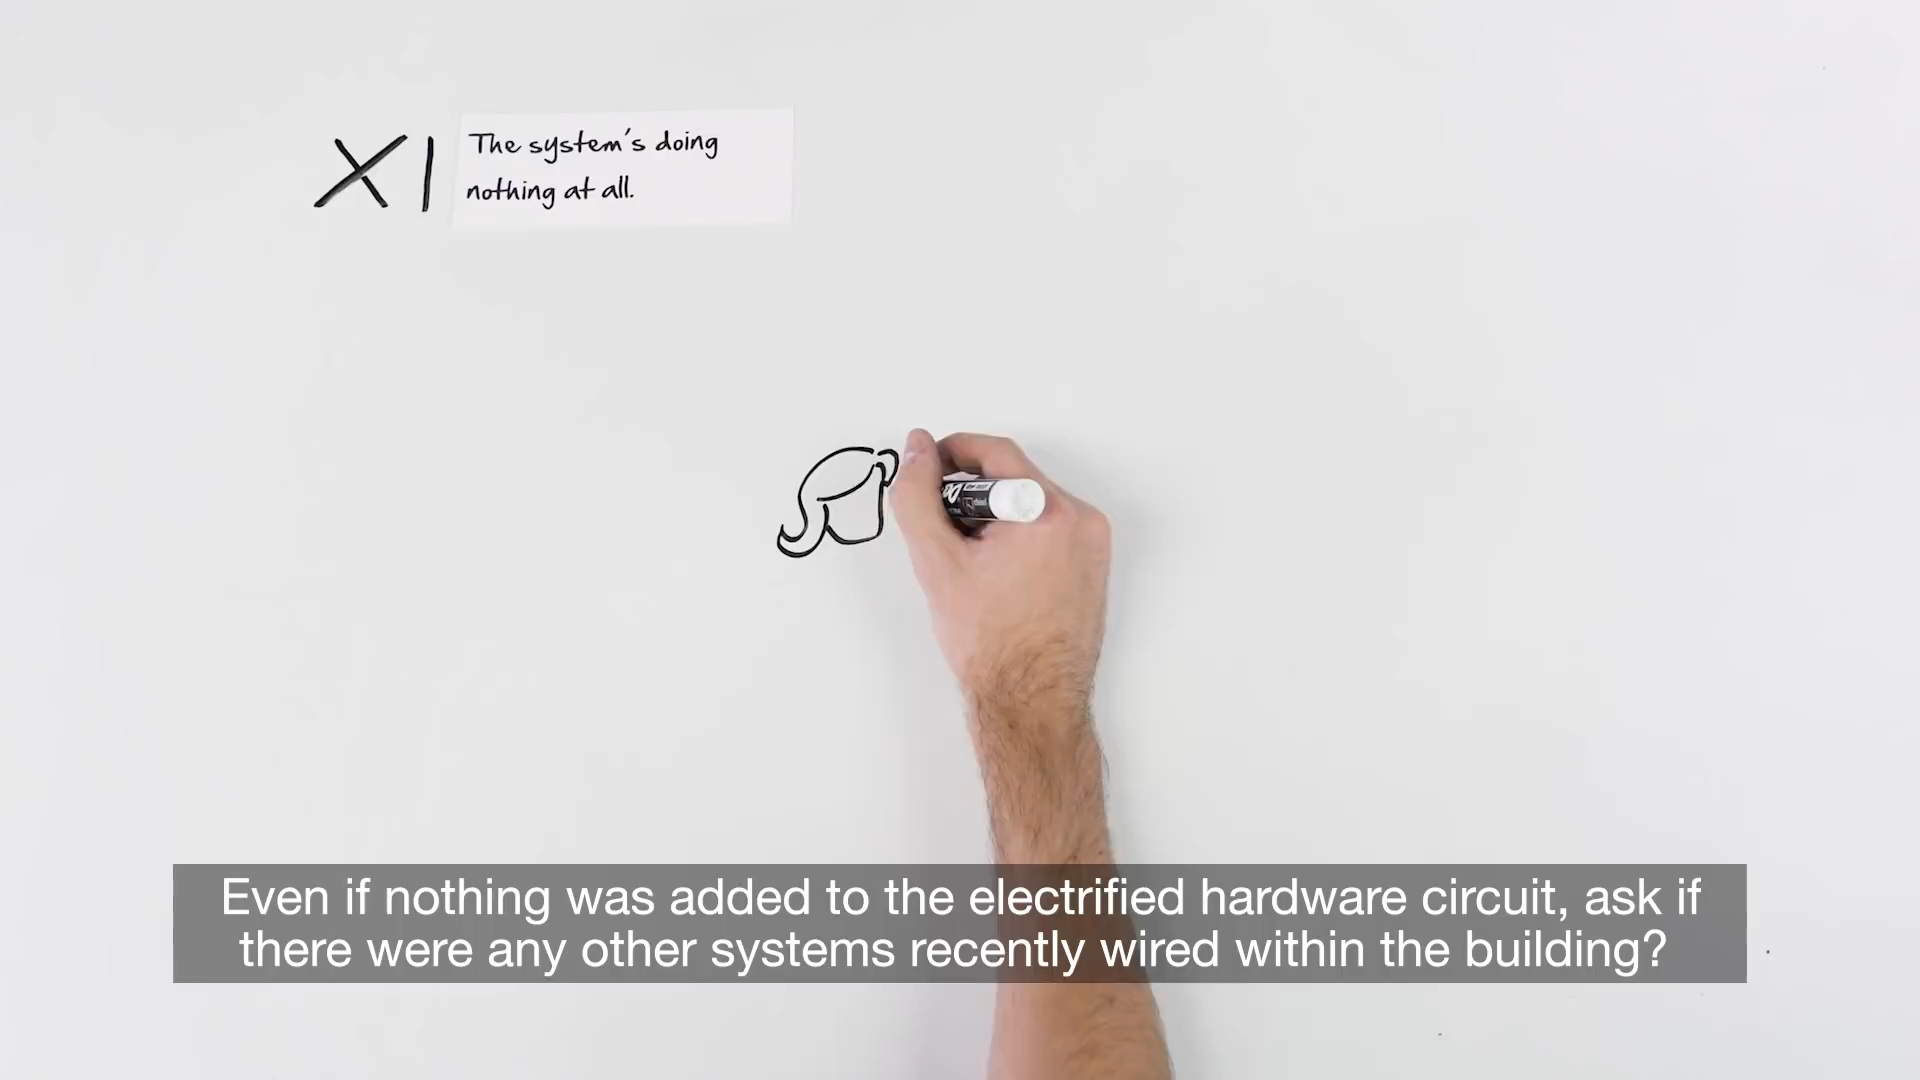 XI
The system's doing
nothing at all.
Even if nothing was added to the electrified hardware circuit, ask if
there were any other systems recently wired within the building?